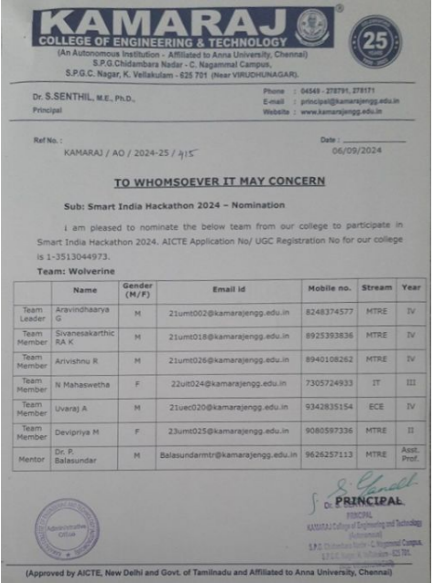 KAMARAJ
COLLEGE OF ENGINEERING & TECHNOLOGY
(An Autonomous Institution - Affiliated to Anna University, Chennai)
S.P.G.Chidambara Nadar - C. Nagammal Campus,
S.P.G.C. Nagar, K. Vellakulam - 625 701 (Near VIRUDHUNAGAR).
25
YEARS
Dr. S.SENTHIL, M.E., Ph.D.,
Principal
Phone : 04549 - 278791, 278171
E-mail : principal@kamarajengg.edu.in
Website : www.kamarajengg.edu.in
Ref No. :
KAMARAJ / AO / 2024-25 / 915
Date :
06/09/2024
TO WHOMSOEVER IT MAY CONCERN
Sub: Smart India Hackathon 2024 – Nomination
I am pleased to nominate the below team from our college to participate in
Smart India Hackathon 2024. AICTE Application No/ UGC Registration No for our college
is 1-3513044973.
Team: Wolverine
Name Gender (M/F) Email id Mobile no. Stream Year
Team Leader Aravindhaarya G M 21umt002@kamarajengg.edu.in 8248374577 MTRE IV
Team Member Sivanesakarthic RA K M 21umt018@kamarajengg.edu.in 8925393836 MTRE IV
Team Member Arivishnu R M 21umt026@kamarajengg.edu.in 8940108262 MTRE IV
Team Member N Mahaswetha F 22uit024@kamarajengg.edu.in 7305724933 IT III
Team Member Uvaraj A M 21uec020@kamarajengg.edu.in 9342835154 ECE IV
Team Member Devipriya M F 23umt025@kamarajengg.edu.in 9080597336 MTRE II
Mentor Dr. P. Balasundar M Balasundarmtr@kamarajengg.edu.in 9626257113 MTRE Asst. Prof.
PRINCIPAL
PRINCIPAL
KAMARAJ College of Engineering and Technology
(Autonomous)
S.P.G. Chidambara Nadar - C. Nagammal Campus,
Administrative
Office
(Approved by AICTE, New Delhi and Govt. of Tamilnadu and Affiliated to Anna University, Chennai)